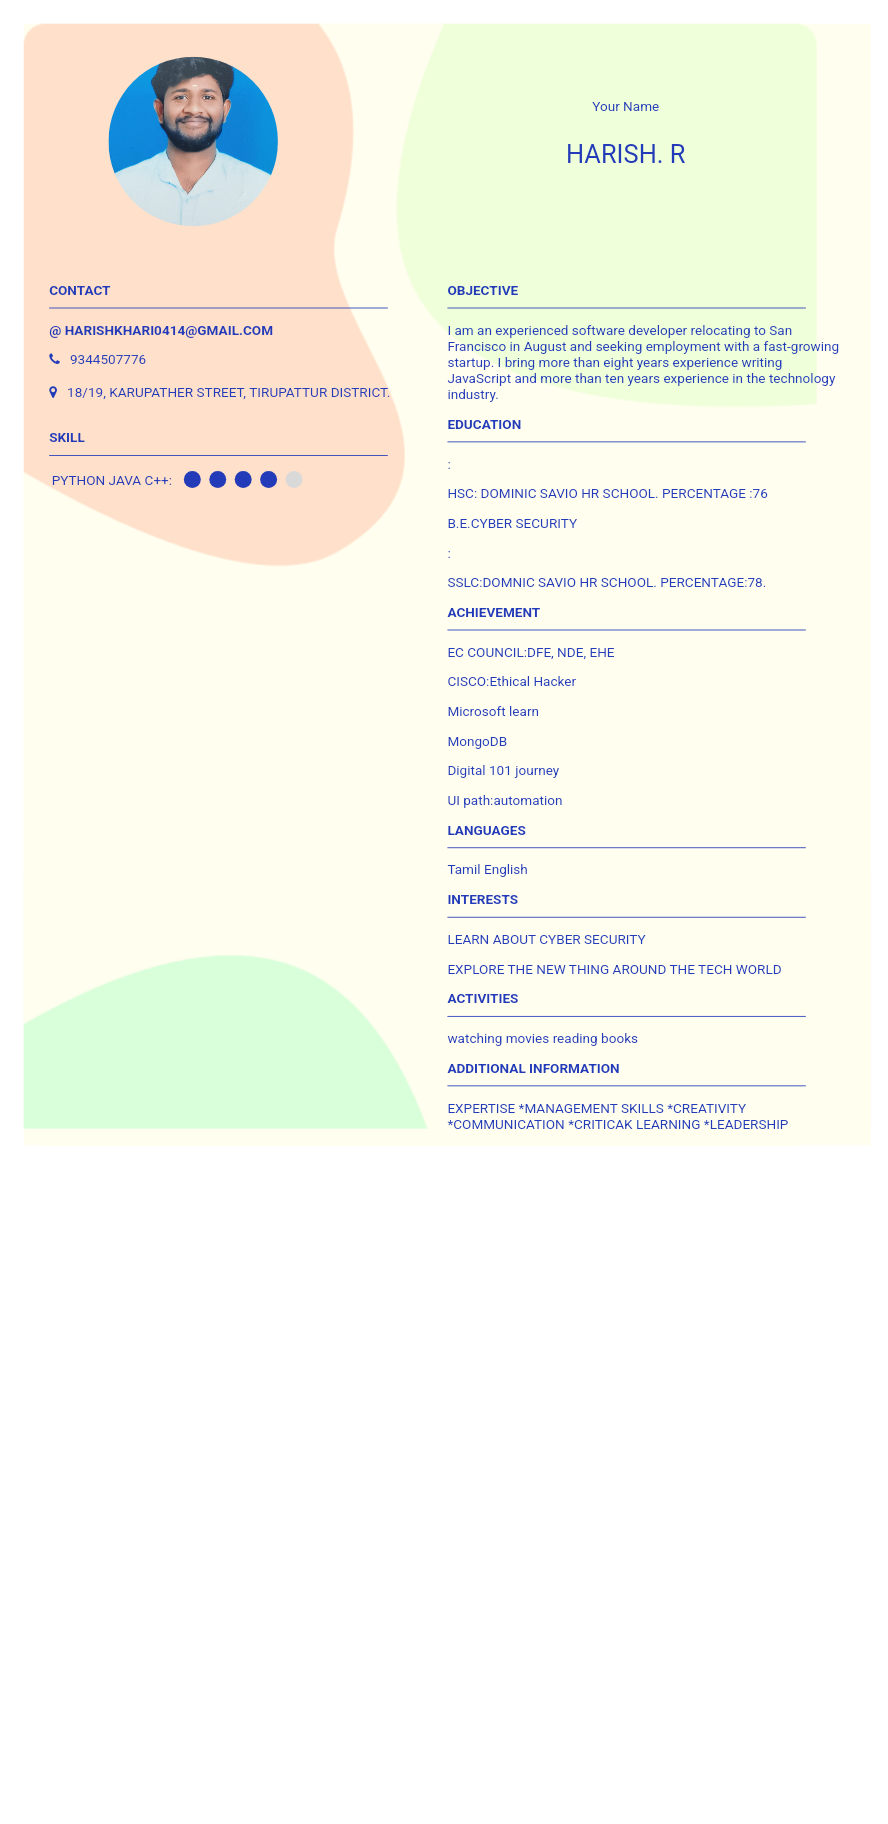 Your Name
HARISH. R
CONTACT
@ HARISHKHARI0414@GMAIL.COM
9344507776
18/19, KARUPATHER STREET, TIRUPATTUR DISTRICT.
SKILL
PYTHON JAVA C++:
OBJECTIVE
I am an experienced software developer relocating to San
Francisco in August and seeking employment with a fast-growing
startup. I bring more than eight years experience writing
JavaScript and more than ten years experience in the technology
industry.
EDUCATION
:
HSC: DOMINIC SAVIO HR SCHOOL. PERCENTAGE :76
B.E.CYBER SECURITY
:
SSLC:DOMNIC SAVIO HR SCHOOL. PERCENTAGE:78.
ACHIEVEMENT
EC COUNCIL:DFE, NDE, EHE
CISCO:Ethical Hacker
Microsoft learn
MongoDB
Digital 101 journey
UI path:automation
LANGUAGES
Tamil English
INTERESTS
LEARN ABOUT CYBER SECURITY
EXPLORE THE NEW THING AROUND THE TECH WORLD
ACTIVITIES
watching movies reading books
ADDITIONAL INFORMATION
EXPERTISE *MANAGEMENT SKILLS *CREATIVITY
*COMMUNICATION *CRITICAK LEARNING *LEADERSHIP